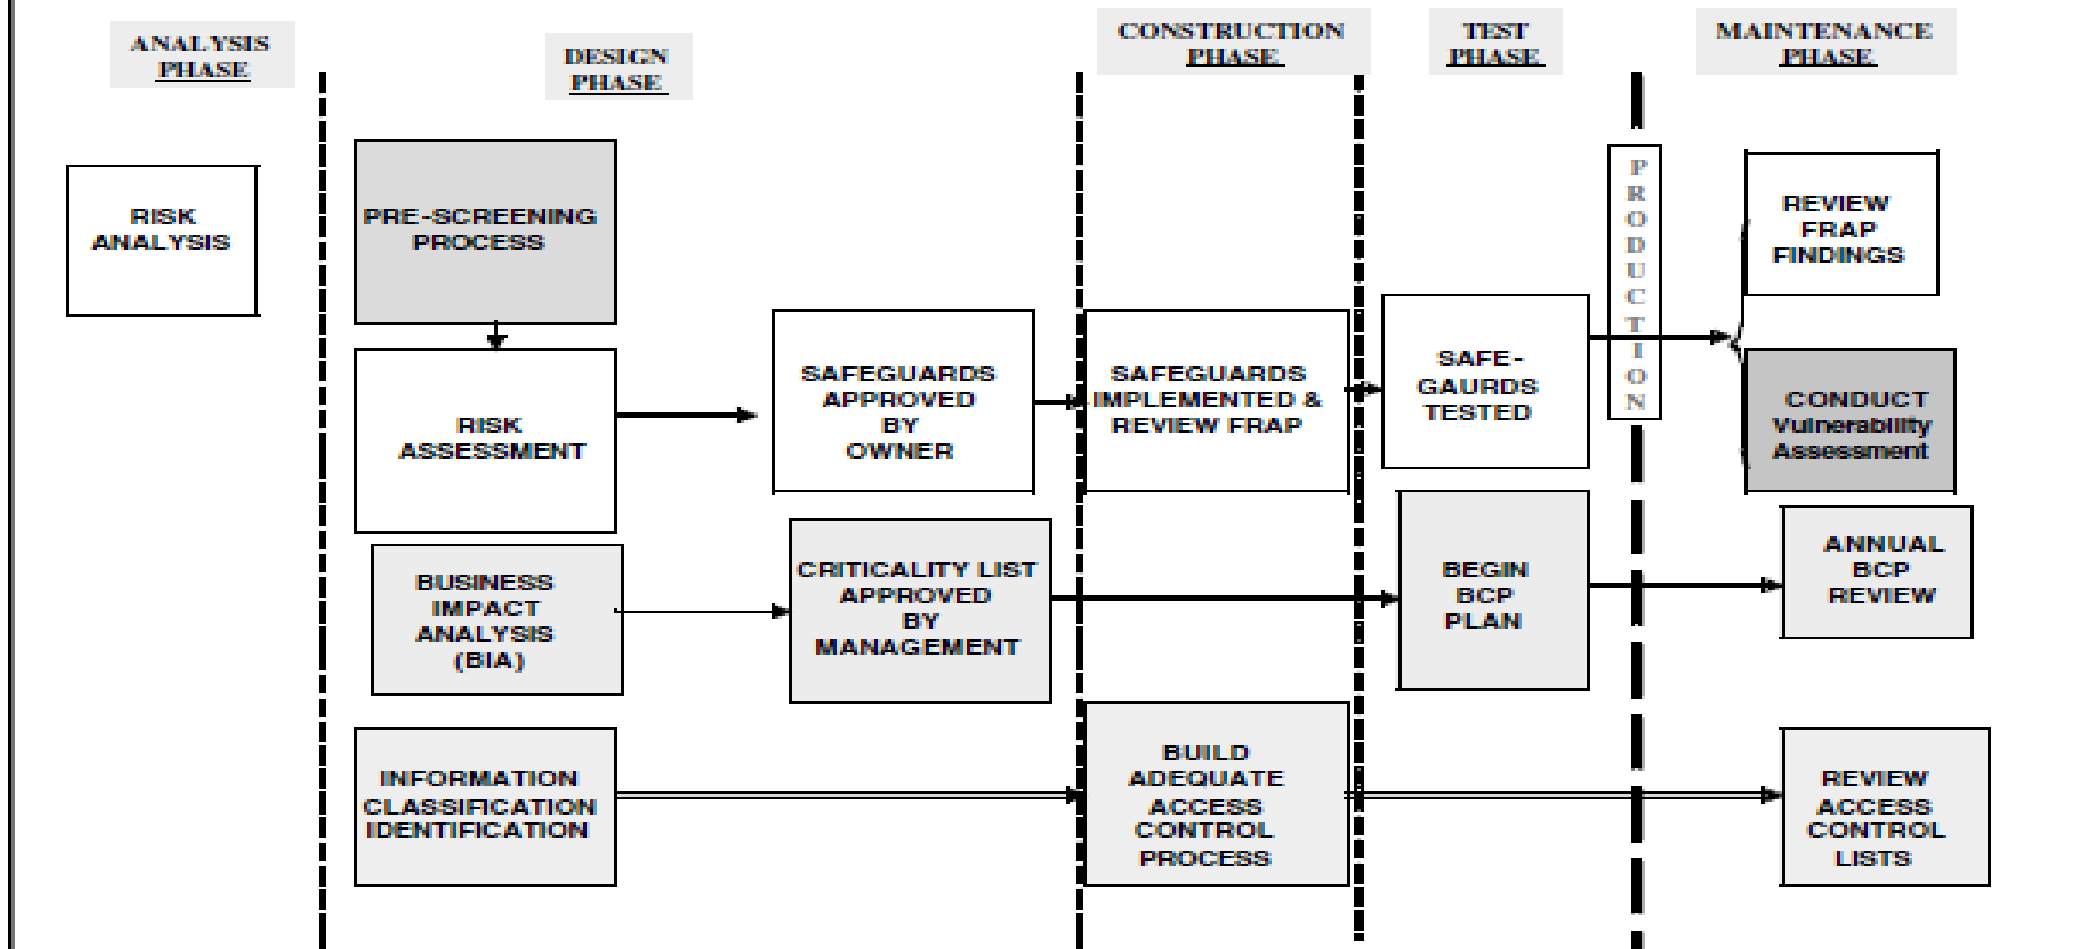 ANALYSIS
PHASE
DESIGN
PHASE
CONSTRUCTION
PHASE
TEST
PHASE
MAINTENANCE
PHASE
RISK
ANALYSIS
PRE-SCREENING
PROCESS
RISK
ASSESSMENT
SAFEGUARDS
APPROVED
BY
OWNER
SAFEGUARDS
IMPLEMENTED &
REVIEW FRAP
SAFE-
GAURDS
TESTED
P
R
O
D
U
C
T
I
O
N
REVIEW
FRAP
FINDINGS
CONDUCT
Vulnerability
Assessment
BUSINESS
IMPACT
ANALYSIS
(BIA)
CRITICALITY LIST
APPROVED
BY
MANAGEMENT
BEGIN
BCP
PLAN
ANNUAL
BCP
REVIEW
INFORMATION
CLASSIFICATION
IDENTIFICATION
BUILD
ADEQUATE
ACCESS
CONTROL
PROCESS
REVIEW
ACCESS
CONTROL
LISTS